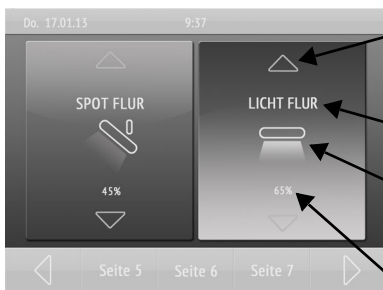 Do. 17.01.13 9:37
SPOT FLUR LICHT FLUR
45% 65%
Seite 5 Seite 6 Seite 7